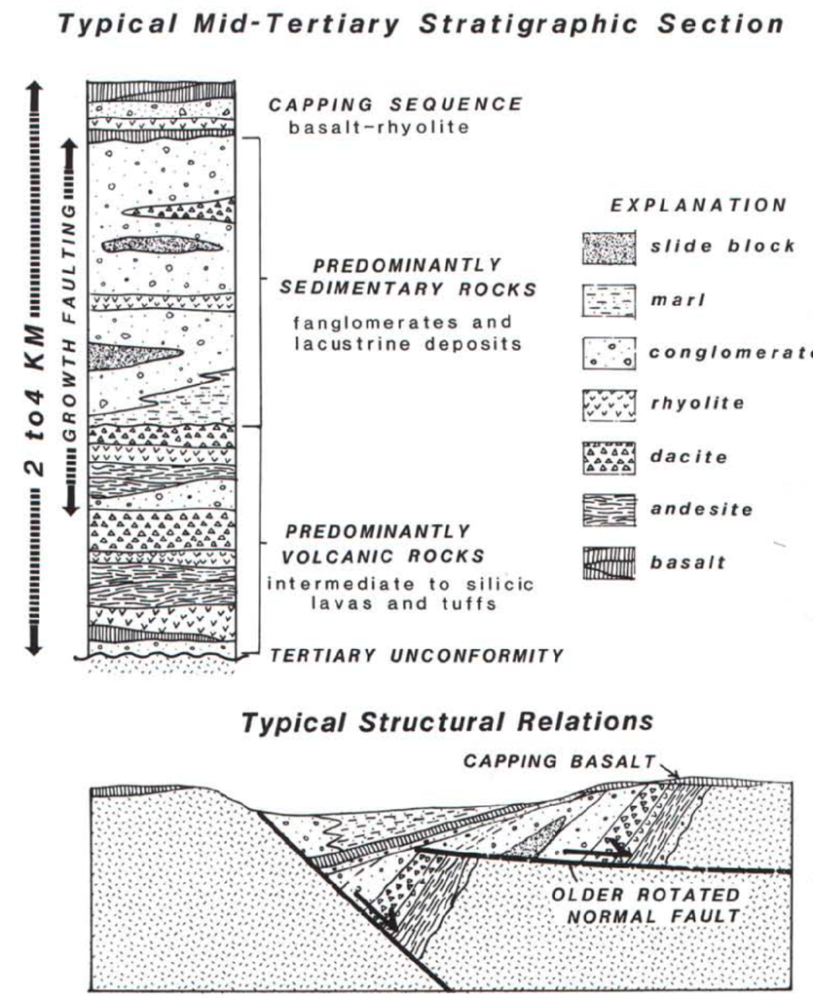 Typical Mid-Tertiary Stratigraphic Section
CAPPING SEQUENCE
basalt-rhyolite
GROWTH FAULTING
2 to4 KM
PREDOMINANTLY
SEDIMENTARY ROCKS
fanglomerates and
lacustrine deposits
PREDOMINANTLY
VOLCANIC ROCKS
intermediate to silicic
lavas and tuffs
TERTIARY UNCONFORMITY
EXPLANATION
slide block
marl
conglomerate
rhyolite
dacite
andesite
basalt
Typical Structural Relations
CAPPING BASALT
OLDER ROTATED
NORMAL FAULT